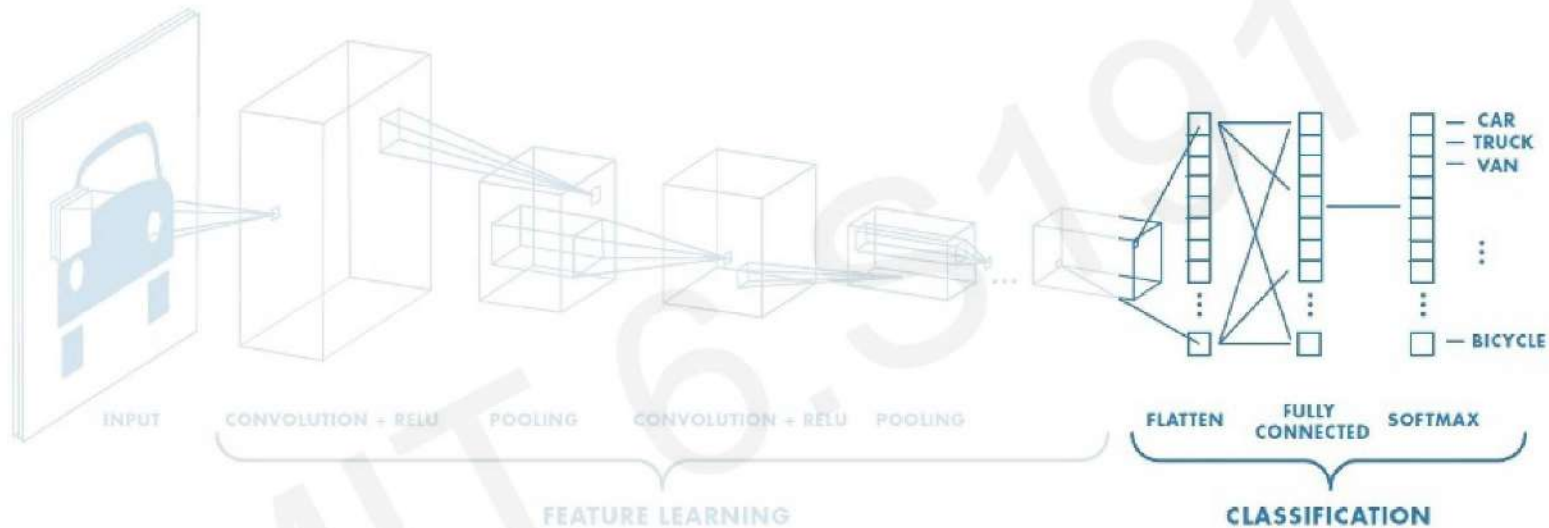 CAR
TRUCK
VAN
...
...
...
...
...
BICYCLE
INPUT
CONVOLUTION + RELU
POOLING
CONVOLUTION + RELU
POOLING
FLATTEN
FULLY
CONNECTED
SOFTMAX
FEATURE LEARNING
CLASSIFICATION
MIT 6.S191